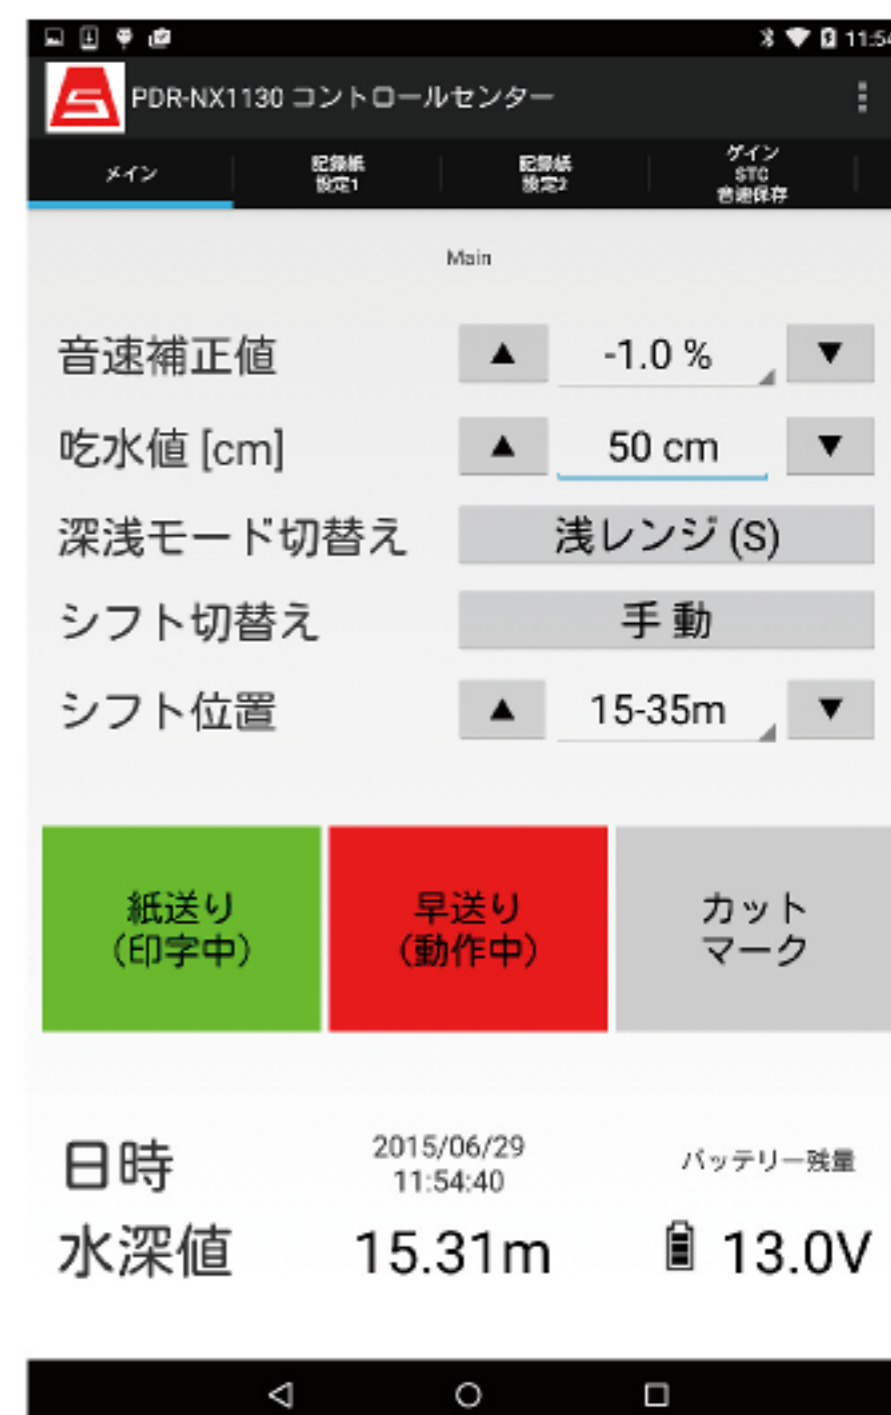 11:54
PDR-NX1130 コントロールセンター
メイン
記録紙
設定1
記録紙
設定2
ゲイン
STC
音速保存
Main
音速補正値 ▲ -1.0 % ▼
吃水値 [cm] ▲ 50 cm ▼
深浅モード切替え 浅レンジ (S)
シフト切替え 手 動
シフト位置 ▲ 15-35m ▼
紙送り
(印字中)
早送り
(動作中)
カット
マーク
日時
2015/06/29
11:54:40
バッテリー残量
水深値 15.31m 13.0V